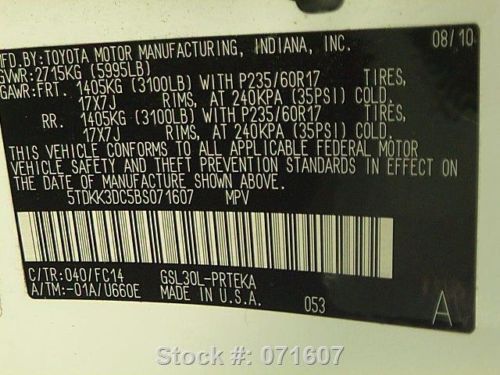 MFD.BY:TOYOTA MOTOR MANUFACTURING, INDIANA, INC. 08/10
GVWR:2715KG (5995LB)
GAWR:FRT. 1405KG (3100LB) WITH P235/60R17 TIRES,
17X7J RIMS, AT 240KPA (35PSI) COLD.
RR. 1405KG (3100LB) WITH P235/60R17 TIRES,
17X7J RIMS, AT 240KPA (35PSI) COLD.
THIS VEHICLE CONFORMS TO ALL APPLICABLE FEDERAL MOTOR
VEHICLE SAFETY AND THEFT PREVENTION STANDARDS IN EFFECT
ON THE DATE OF MANUFACTURE SHOWN ABOVE.
5TDKK3DC5BS071607 MPV
C/TR:040/FC14 GSL30L-PRTEKA
A/TM:-01A/U660E MADE IN U.S.A. 053 A
Stock #: 071607